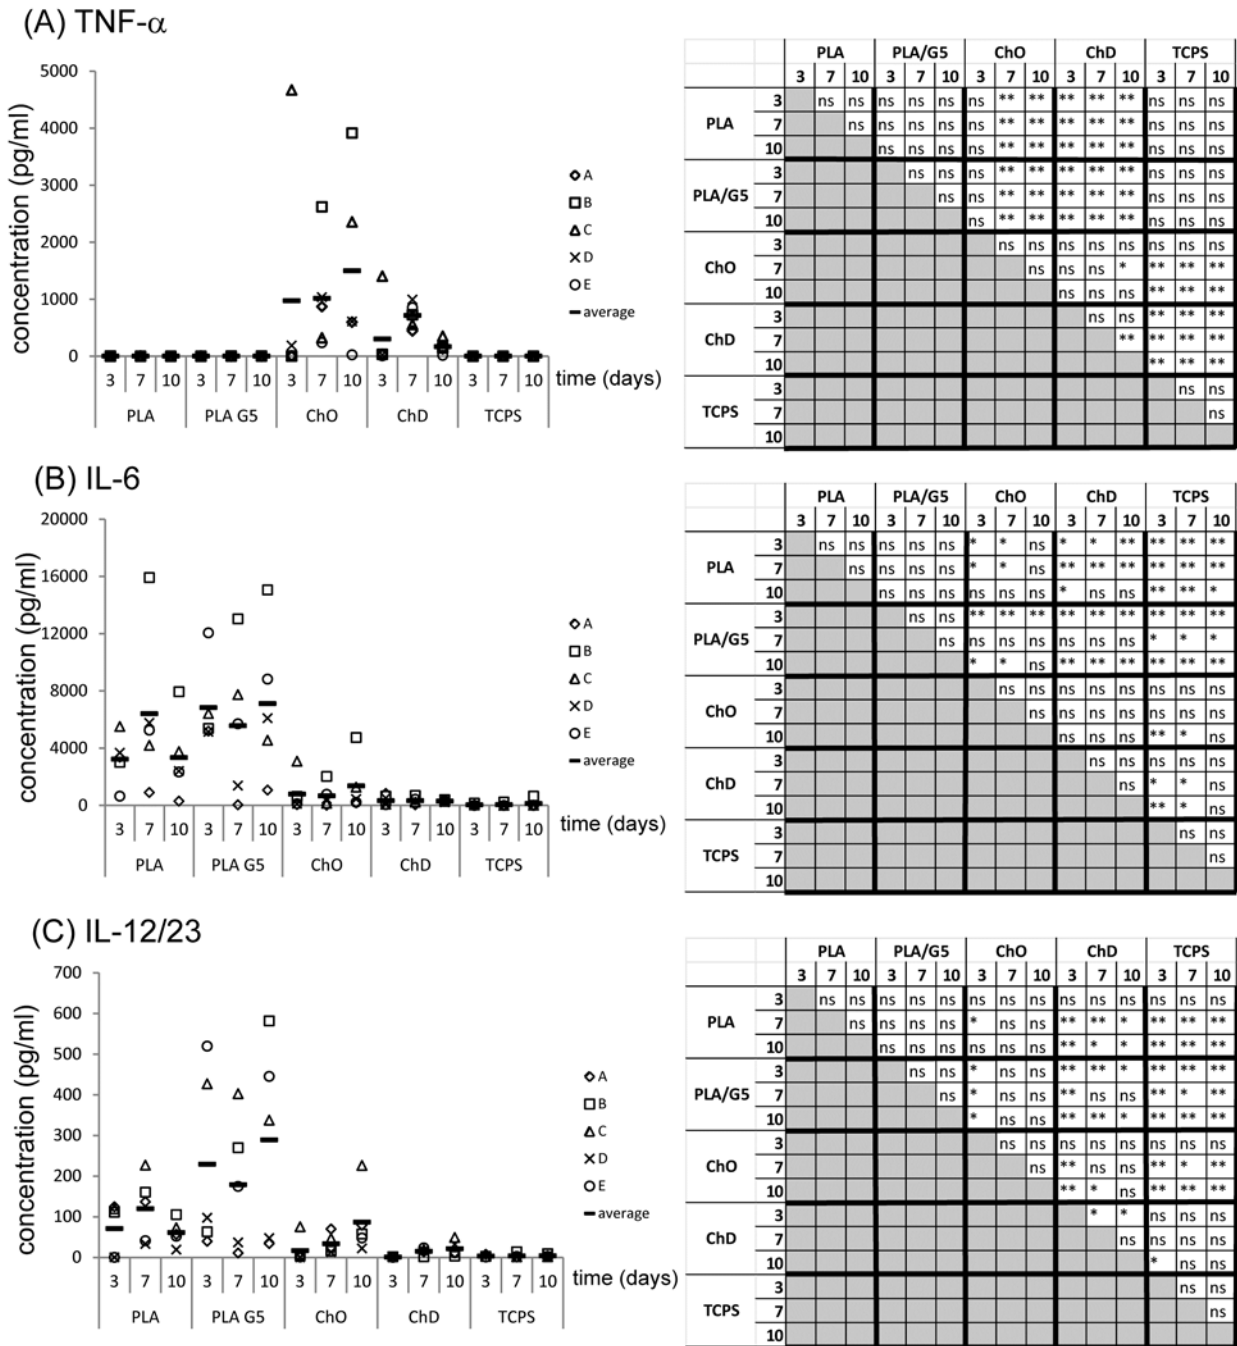 (A) TNF-α
concentration (pg/ml)
5000
4000
3000
2000
1000
0
3 7 10 3 7 10 3 7 10 3 7 10 3 7 10 time (days)
PLA PLA G5 ChO ChD TCPS
A
B
C
D
E
average
PLA PLA/G5 ChO ChD TCPS
3 7 10 3 7 10 3 7 10 3 7 10 3 7 10
PLA
3 ns ns ns ns ns ns ** ** ** ** ** ns ns ns
7 ns ns ns ns ns ** ** ** ** ** ns ns ns
10 ns ns ns ns ** ** ** ** ** ns ns ns
PLA/G5
3 ns ns ns ** ** ** ** ** ns ns ns
7 ns ns ** ** ** ** ** ns ns ns
10 ns ** ** ** ** ** ns ns ns
ChO
3 ns ns ns ns ns ns ns ns
7 ns ns ns * ** ** **
10 ns ns ns ** ** **
ChD
3 ns ns ** ** **
7 ** ** ** **
10 ** ** **
TCPS
3 ns ns
7 ns
10
(B) IL-6
concentration (pg/ml)
20000
16000
12000
8000
4000
0
3 7 10 3 7 10 3 7 10 3 7 10 3 7 10 time (days)
PLA PLA G5 ChO ChD TCPS
A
B
C
D
E
average
PLA PLA/G5 ChO ChD TCPS
3 7 10 3 7 10 3 7 10 3 7 10 3 7 10
PLA
3 ns ns ns ns ns * * ns * * ** ** ** **
7 ns ns ns ns * * ns ** ** ** ** ** **
10 ns ns ns ns ns ns * ns ns ** ** *
PLA/G5
3 ns ns ** ** ** ** ** ** ** ** **
7 ns ns ns ns ns ns ns * * *
10 * * ns ** ** ** ** ** **
ChO
3 ns ns ns ns ns ns ns ns
7 ns ns ns ns ns ns ns
10 ns ns ns ** * ns
ChD
3 ns ns ns ns ns
7 ns * * ns
10 ** * ns
TCPS
3 ns ns
7 ns
10
(C) IL-12/23
concentration (pg/ml)
700
600
500
400
300
200
100
0
3 7 10 3 7 10 3 7 10 3 7 10 3 7 10 time (days)
PLA PLA G5 ChO ChD TCPS
A
B
C
D
E
average
PLA PLA/G5 ChO ChD TCPS
3 7 10 3 7 10 3 7 10 3 7 10 3 7 10
PLA
3 ns ns ns ns ns ns ns ns ns ns ns ns ns ns
7 ns ns ns ns * ns ns ** ** * ** ** **
10 ns ns ns ns ns ns ** * * ** ** **
PLA/G5
3 ns ns * ns ns ** ** * ** ** **
7 ns * ns ns ** ns ns ** * **
10 * ns ns ** ** * ** ** **
ChO
3 ns ns ns ns ns ns ns ns
7 ns ** ns ns ** * **
10 ** * ns ** ** **
ChD
3 * * ns ns ns
7 ns ns ns ns
10 * ns ns
TCPS
3 ns ns
7 ns
10